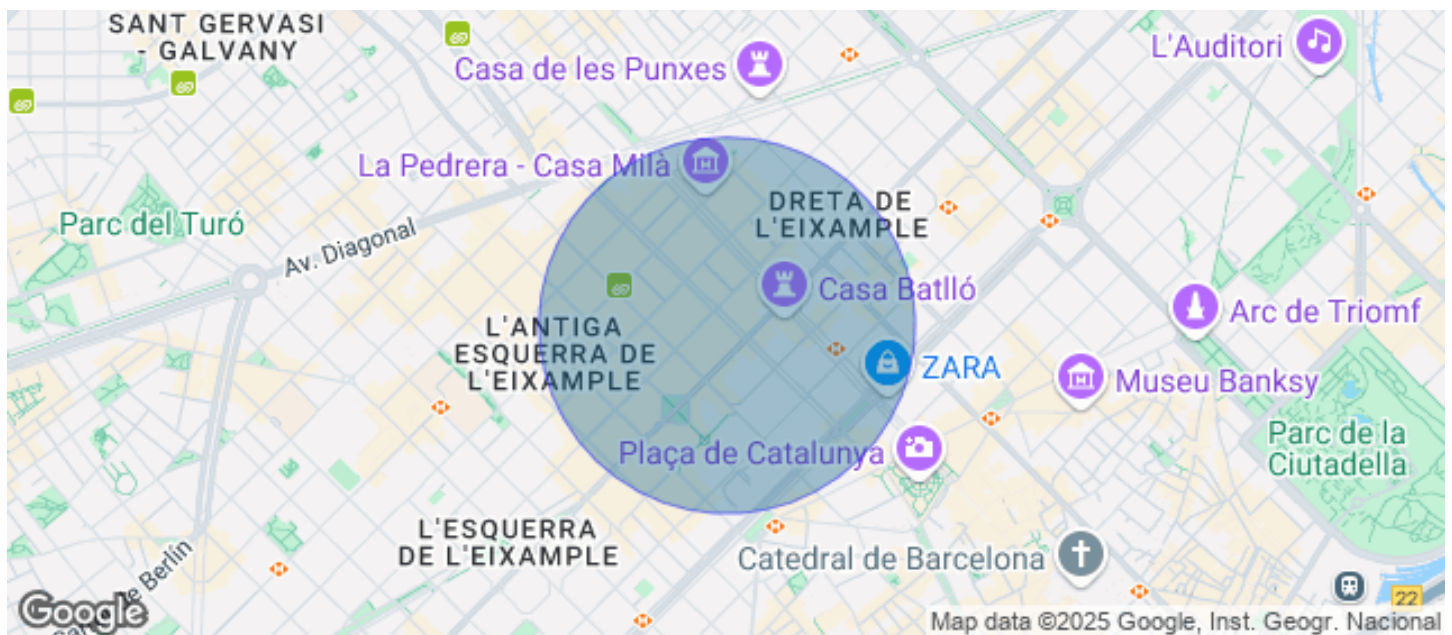 SANT GERVASI
- GALVANY
Casa de les Punxes
L'Auditori
La Pedrera - Casa Milà
DRETA DE
L'EIXAMPLE
Parc del Turó
Av. Diagonal
Casa Batlló
Arc de Triomf
L'ANTIGA
ESQUERRA DE
L'EIXAMPLE
ZARA
Museu Banksy
Plaça de Catalunya
Parc de la
Ciutadella
L'ESQUERRA
DE L'EIXAMPLE
Catedral de Barcelona
de Berlín
22
Google
Map data ©2025 Google, Inst. Geogr. Nacional